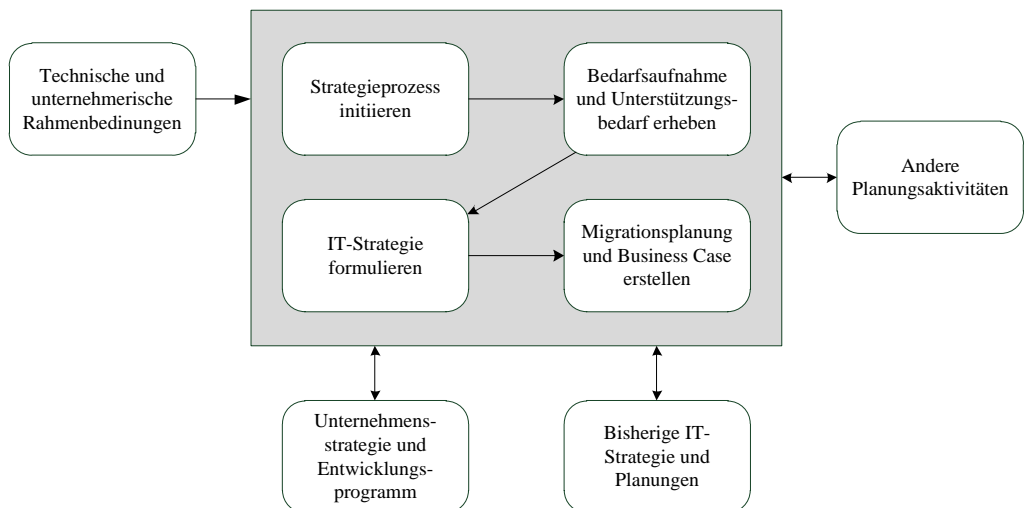 Technische und
unternehmerische
Rahmenbedinungen
Strategieprozess
initiieren
Bedarfsaufnahme
und Unterstützungs-
bedarf erheben
Andere
Planungsaktivitäten
IT-Strategie
formulieren
Migrationsplanung
und Business Case
erstellen
Unternehmens-
strategie und
Entwicklungs-
programm
Bisherige IT-
Strategie und
Planungen